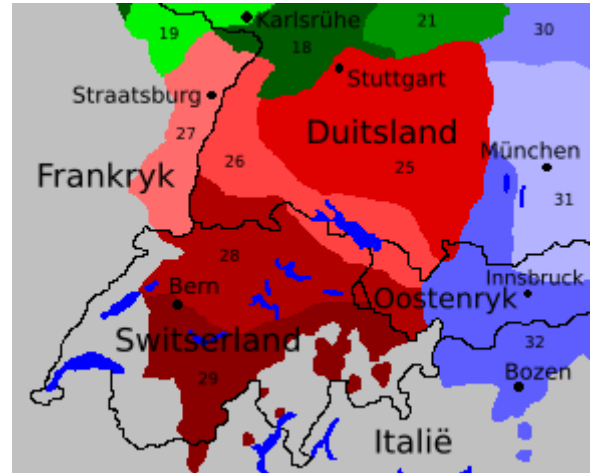 19
Karlsrühe
21
30
18
Stuttgart
Straatsburg
27
Duitsland
26
25
München
Frankryk
31
28
Innsbruck
Bern
Oostenryk
Switserland
32
29
Bozen
Italië